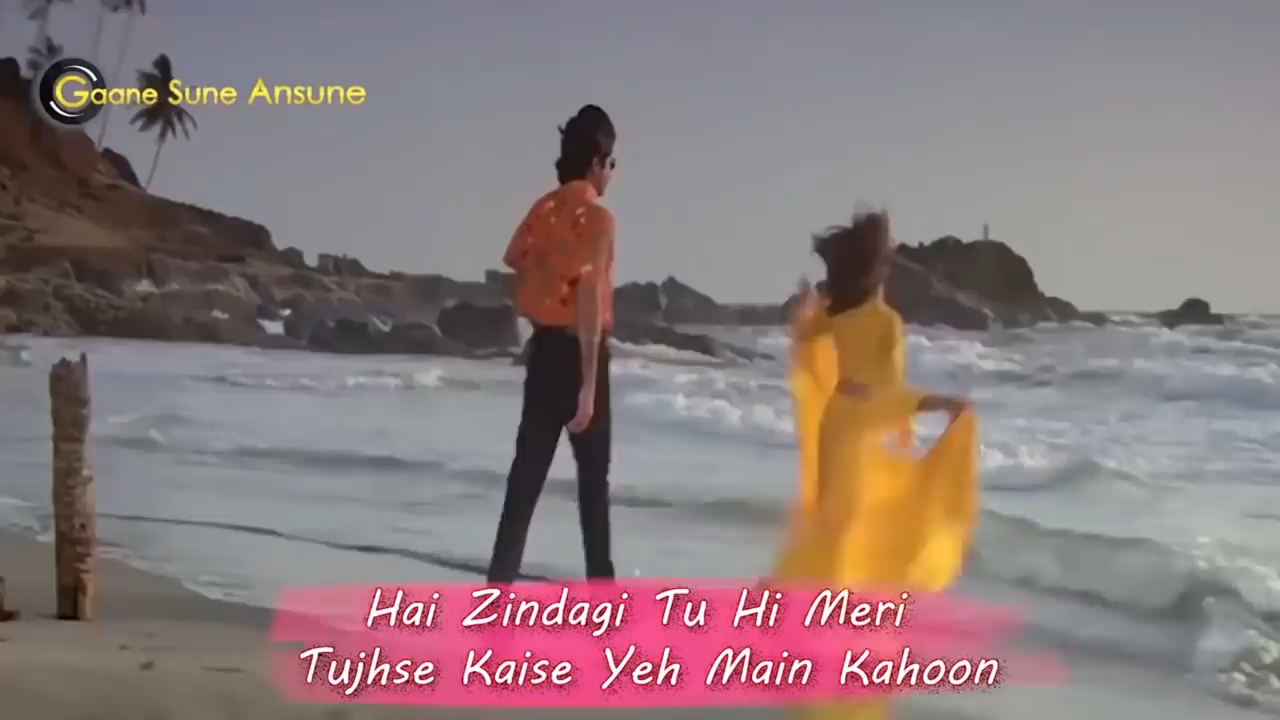 Gaane Sune Ansune
Hai Zindagi Tu Hi Meri
Tujhse Kaise Yeh Main Kahoon